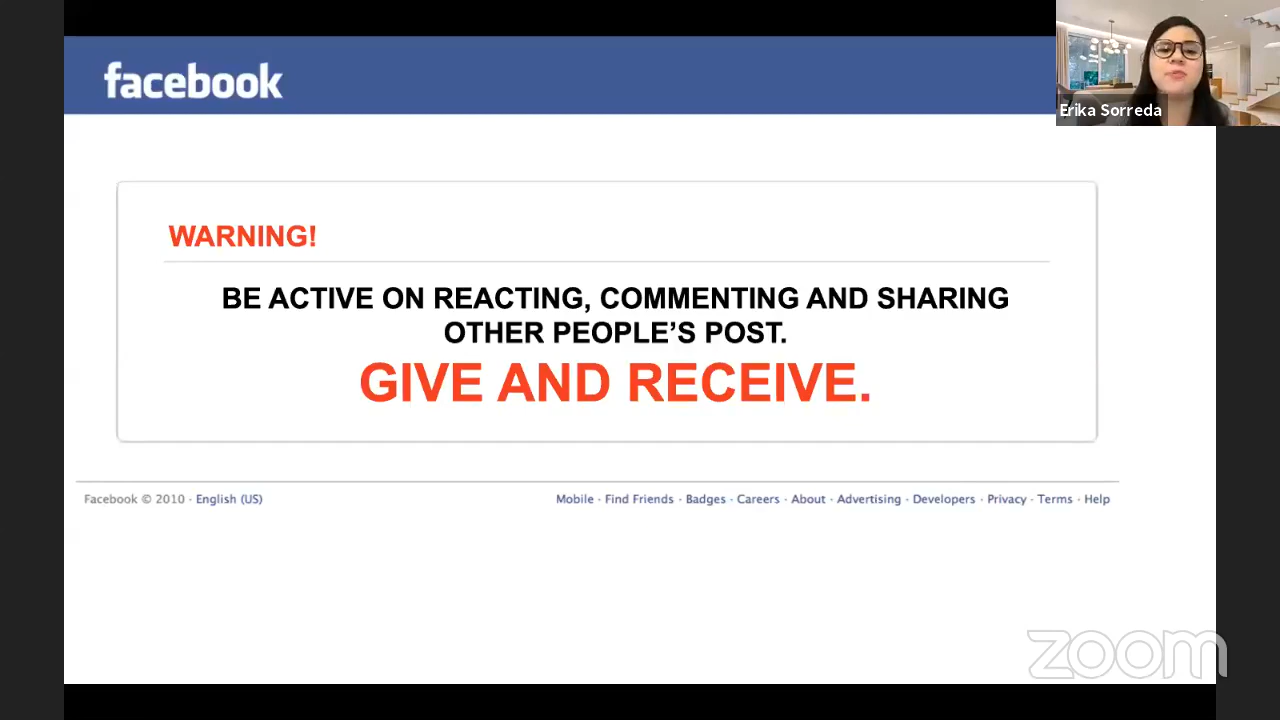 facebook
Erika Sorreda
WARNING!
BE ACTIVE ON REACTING, COMMENTING AND SHARING
OTHER PEOPLE’S POST.
GIVE AND RECEIVE.
Facebook © 2010 · English (US)
Mobile · Find Friends · Badges · Careers · About · Advertising · Developers · Privacy · Terms · Help
zoom